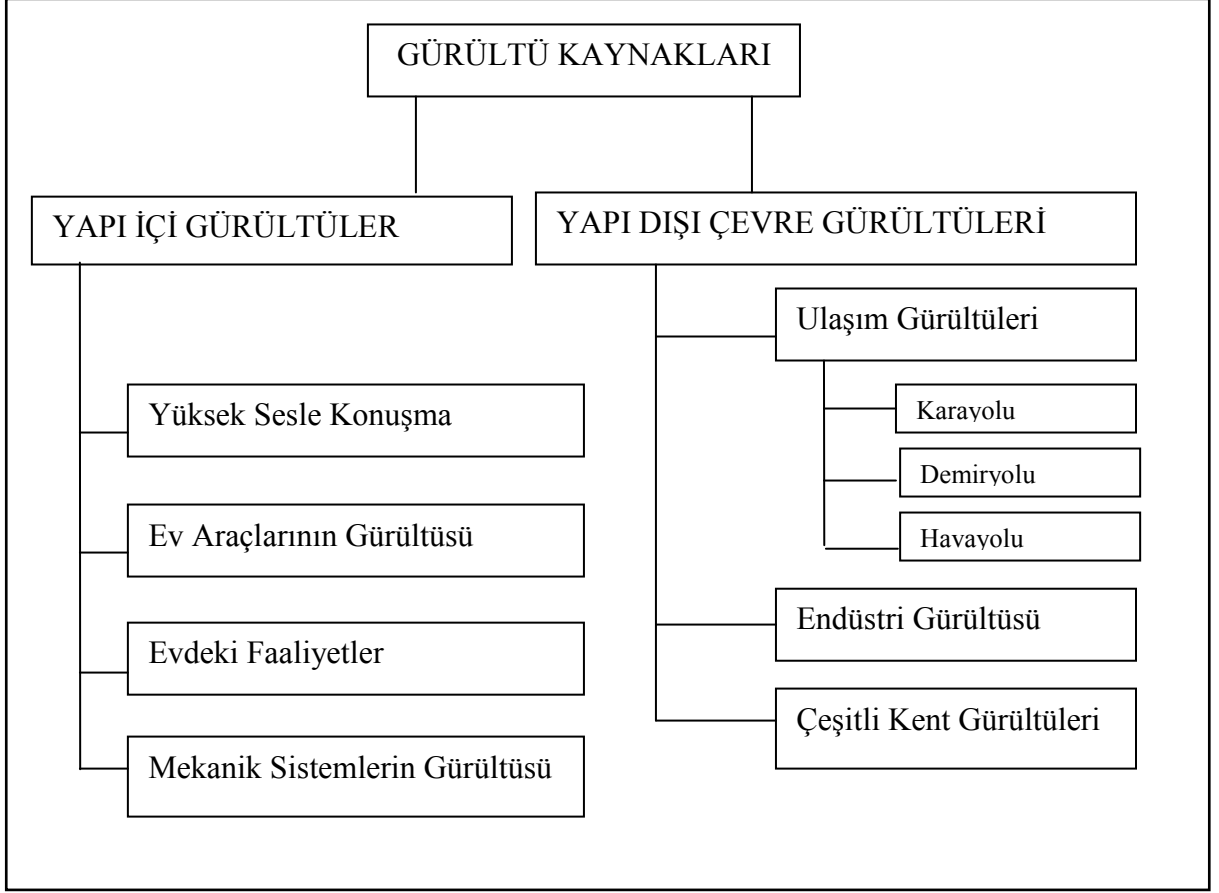 GÜRÜLTÜ KAYNAKLARI
YAPI İÇİ GÜRÜLTÜLER
YAPI DIŞI ÇEVRE GÜRÜLTÜLERİ
Yüksek Sesle Konuşma
Ev Araçlarının Gürültüsü
Evdeki Faaliyetler
Mekanik Sistemlerin Gürültüsü
Ulaşım Gürültüleri
Karayolu
Demiryolu
Havayolu
Endüstri Gürültüsü
Çeşitli Kent Gürültüleri